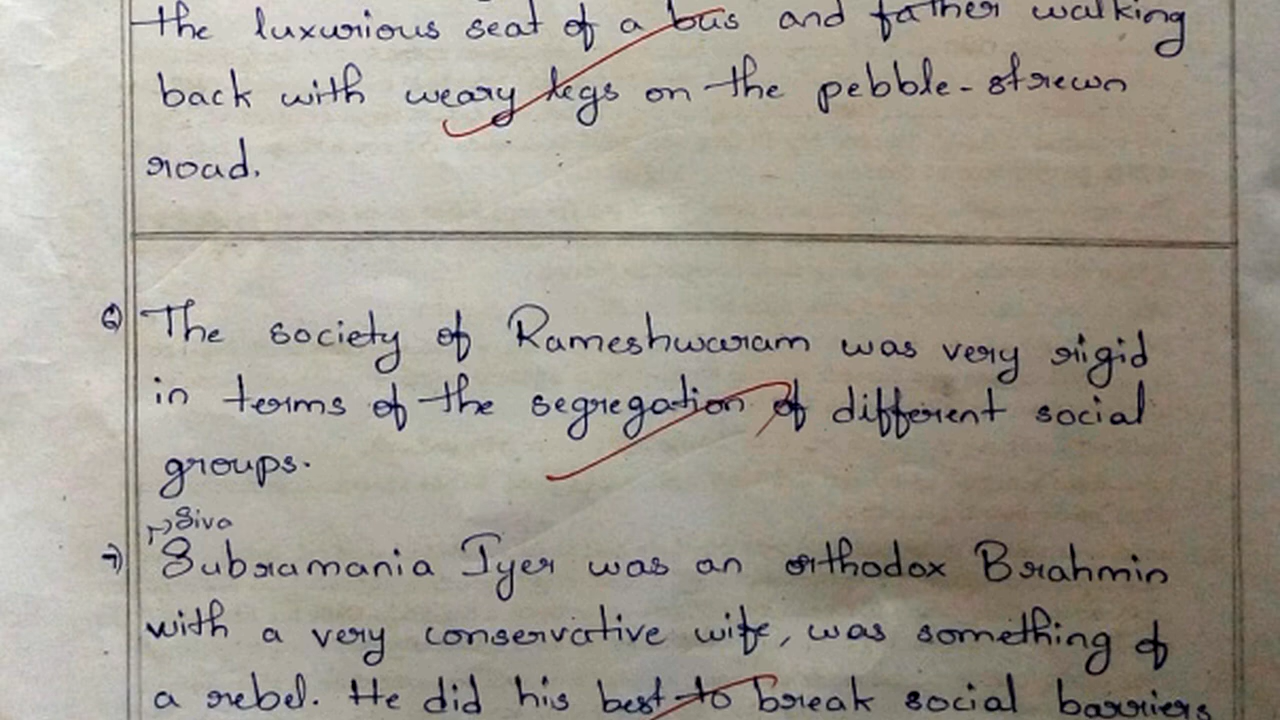 the luxurious seat of a bus and father walking
back with weary legs on the pebble-strewn
road.
6) The society of Rameshwaram was very rigid
in terms of the segregation of different social
groups.
Siva
7) Subramania Iyer was an orthodox Brahmin
with a very conservative wife, was something of
a rebel. He did his best to break social barriers